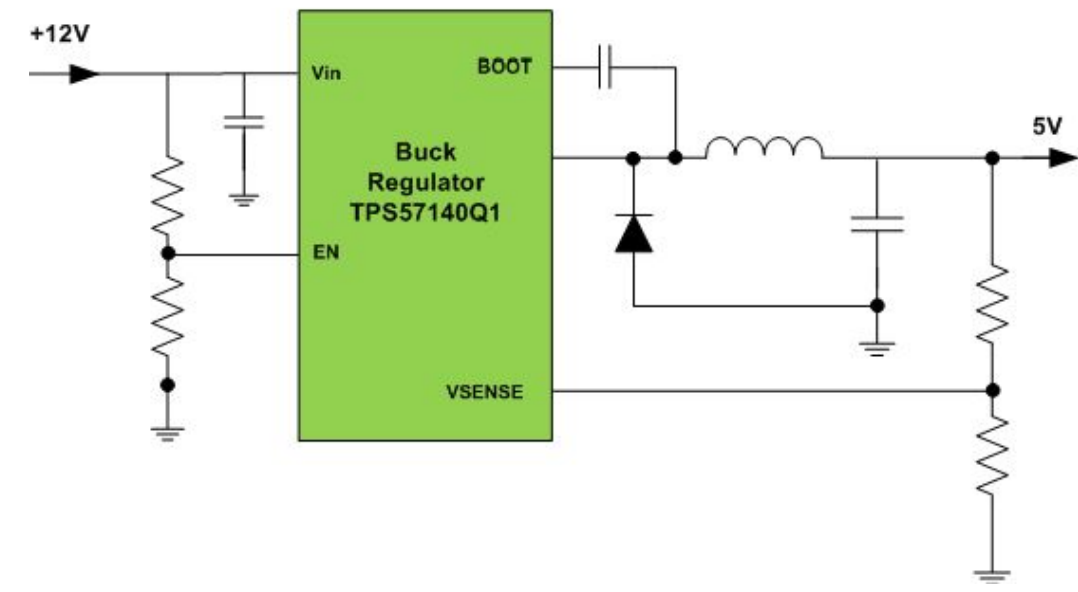 +12V
Vin
BOOT
5V
Buck
Regulator
TPS57140Q1
EN
VSENSE